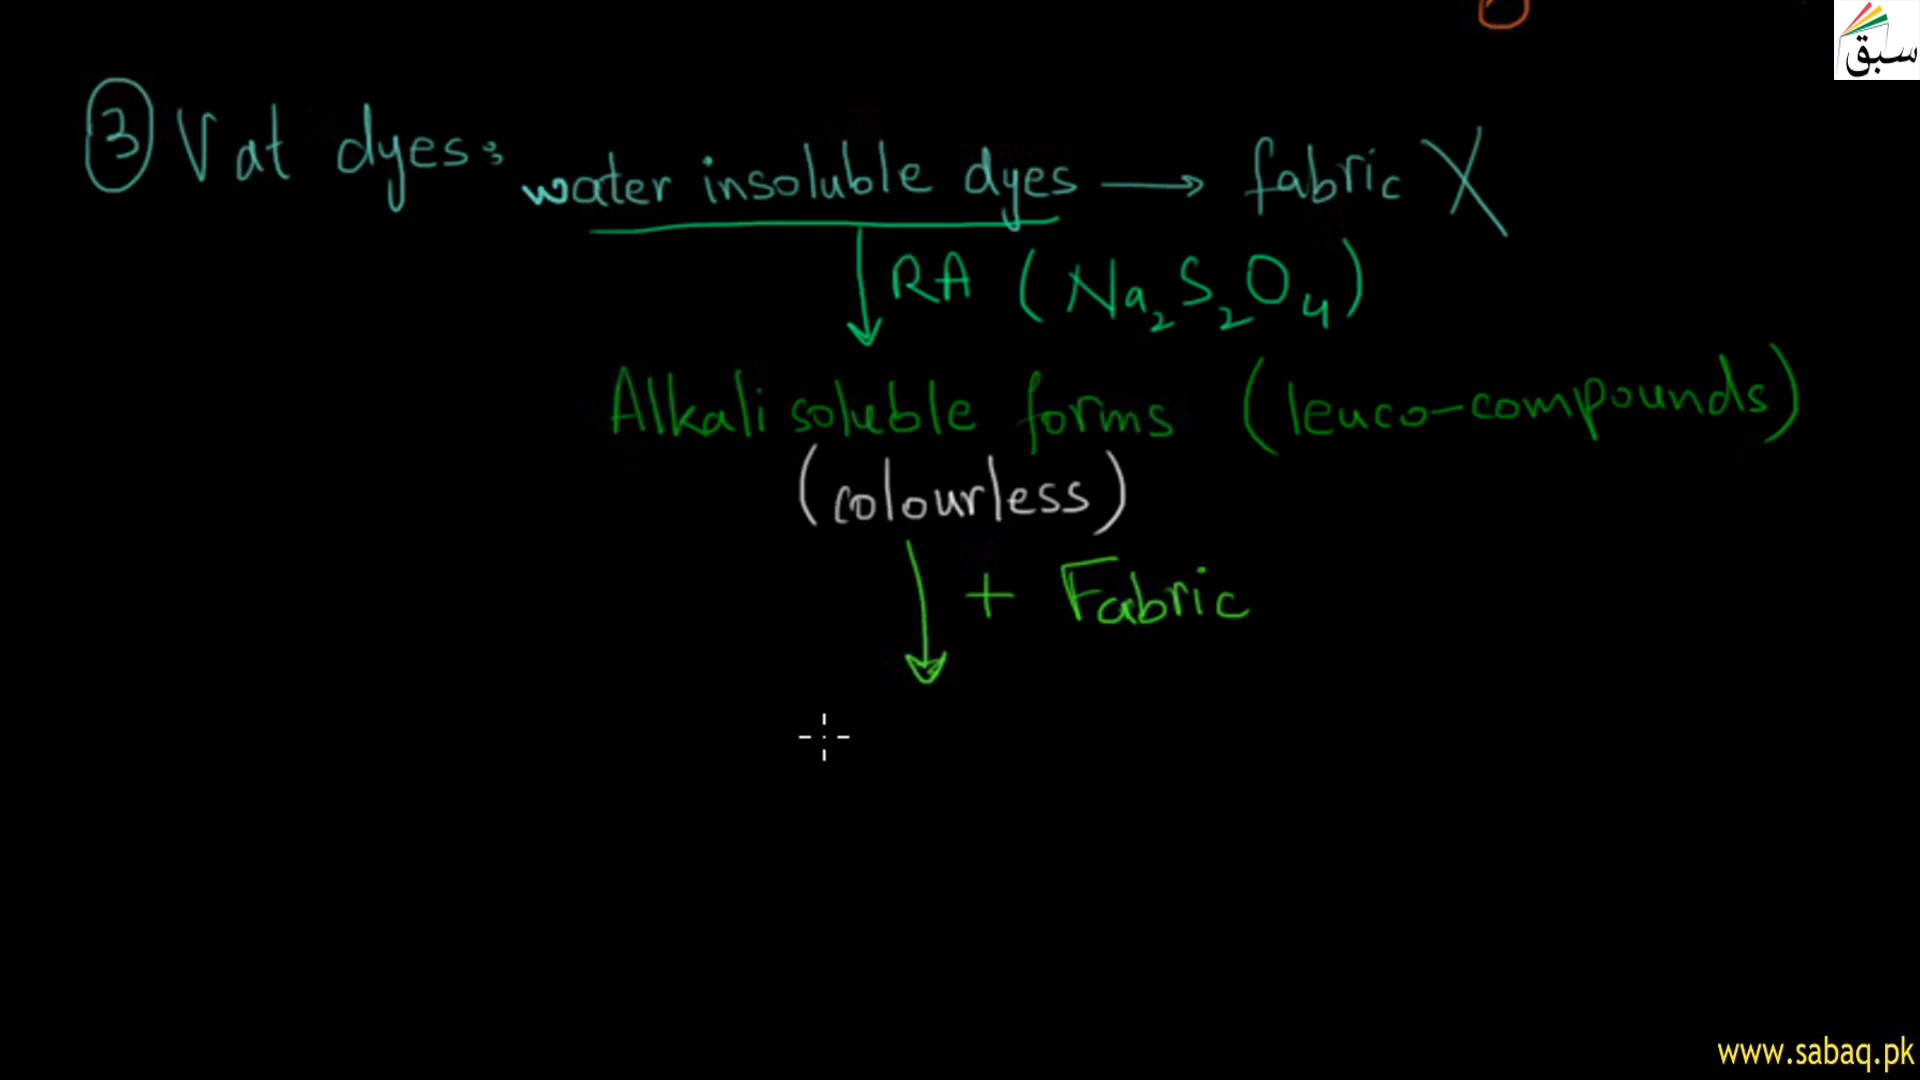 سبق
3 Vat dyes: water insoluble dyes → fabric X
RA (Na₂S₂O₄)
Alkali soluble forms (leuco-compounds)
(colourless)
+ Fabric
www.sabaq.pk